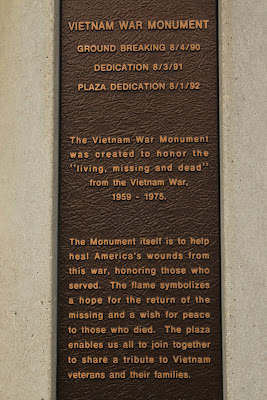 VIETNAM WAR MONUMENT
GROUND BREAKING 8/4/90
DEDICATION 8/3/91
PLAZA DEDICATION 8/1/92
The Vietnam War Monument
was created to honor the
"living, missing and dead"
from the Vietnam War,
1959 - 1975.
The Monument itself is to help
heal America's wounds from
this war, honoring those who
served. The flame symbolizes
a hope for the return of the
missing and a wish for peace
to those who died. The plaza
enables us all to join together
to share a tribute to Vietnam
veterans and their families.